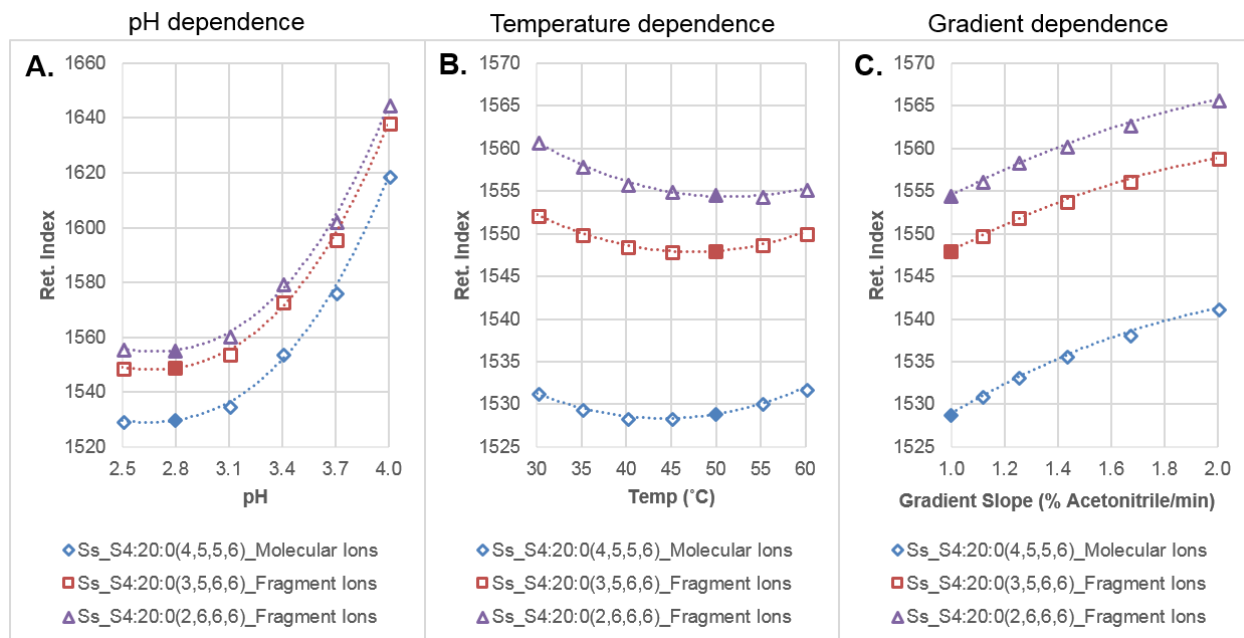 pH dependence
Temperature dependence
Gradient dependence
A.
1660
1640
1620
1600
1580
1560
1540
1520
Ret. Index
2.5 2.8 3.1 3.4 3.7 4.0
pH
Ss_S4:20:0(4,5,5,6)_Molecular Ions
Ss_S4:20:0(3,5,6,6)_Fragment Ions
Ss_S4:20:0(2,6,6,6)_Fragment Ions
B.
1570
1565
1560
1555
1550
1545
1540
1535
1530
1525
Ret. Index
30 35 40 45 50 55 60
Temp (˚C)
Ss_S4:20:0(4,5,5,6)_Molecular Ions
Ss_S4:20:0(3,5,6,6)_Fragment Ions
Ss_S4:20:0(2,6,6,6)_Fragment Ions
C.
1570
1565
1560
1555
1550
1545
1540
1535
1530
1525
Ret. Index
1.0 1.2 1.4 1.6 1.8 2.0
Gradient Slope (% Acetonitrile/min)
Ss_S4:20:0(4,5,5,6)_Molecular Ions
Ss_S4:20:0(3,5,6,6)_Fragment Ions
Ss_S4:20:0(2,6,6,6)_Fragment Ions